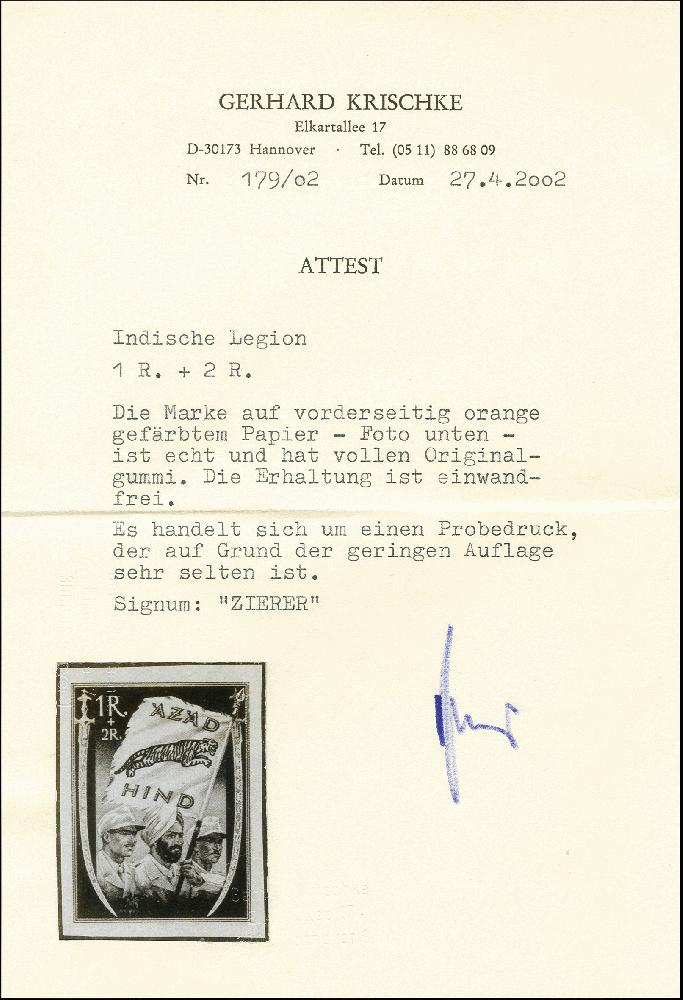 GERHARD KRISCHKE
Elkartallee 17
D-30173 Hannover · Tel. (05 11) 88 68 09
Nr. 179/02 Datum 27.4.2002
ATTEST
Indische Legion
1 R. + 2 R.
Die Marke auf vorderseitig orange
gefärbtem Papier - Foto unten -
ist echt und hat vollen Original-
gummi. Die Erhaltung ist einwand-
frei.
Es handelt sich um einen Probedruck,
der auf Grund der geringen Auflage
sehr selten ist.
Signum: "ZIERER"
1R.
+
2R.
AZAD
HIND